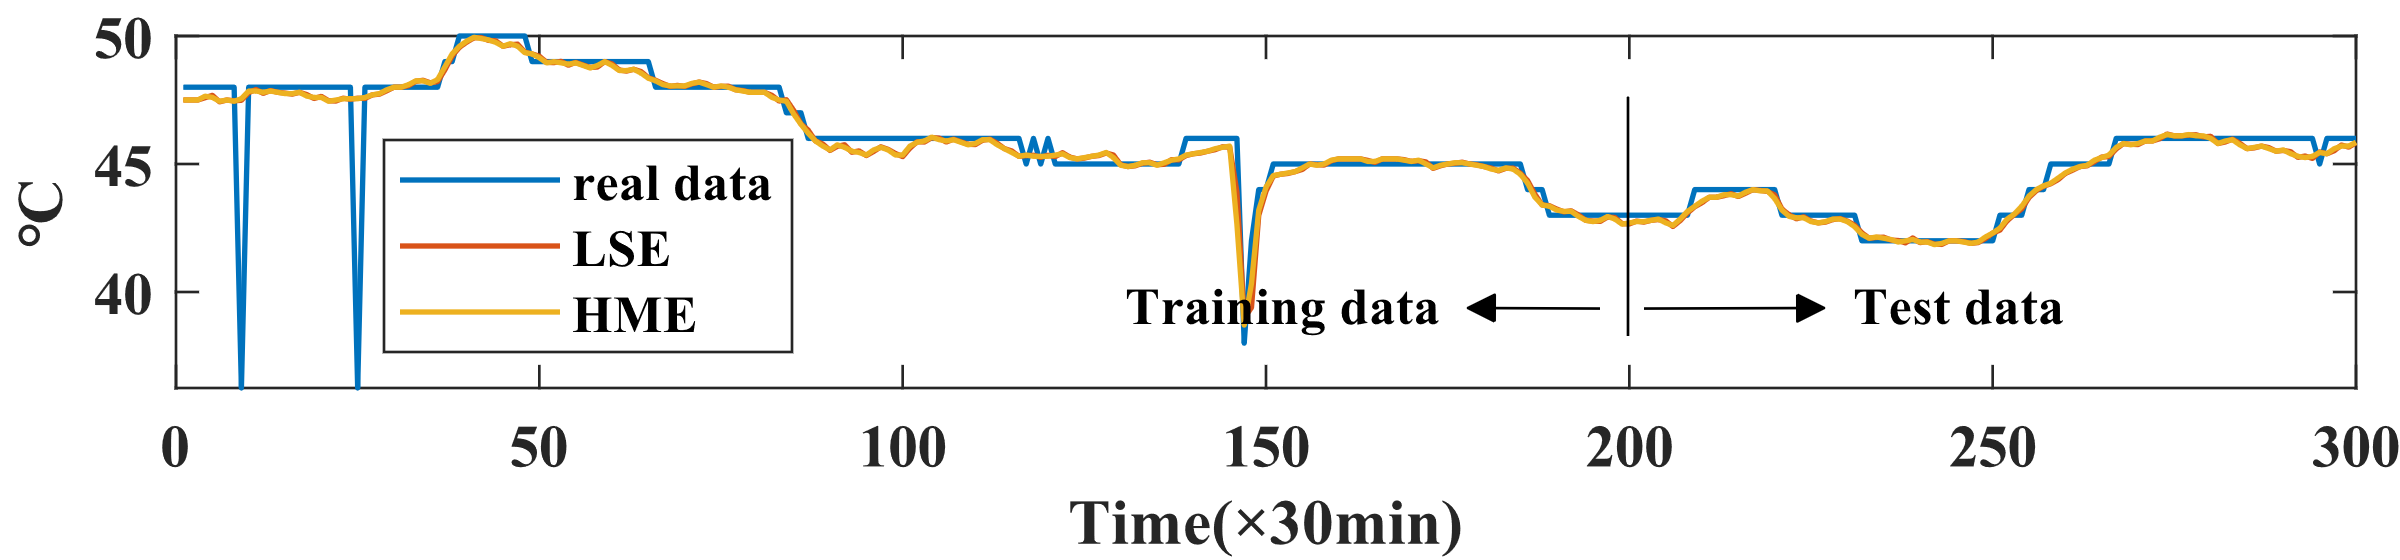 50
45
40
°C
real data
LSE
HME
Training data
Test data
0 50 100 150 200 250 300
Time(×30min)